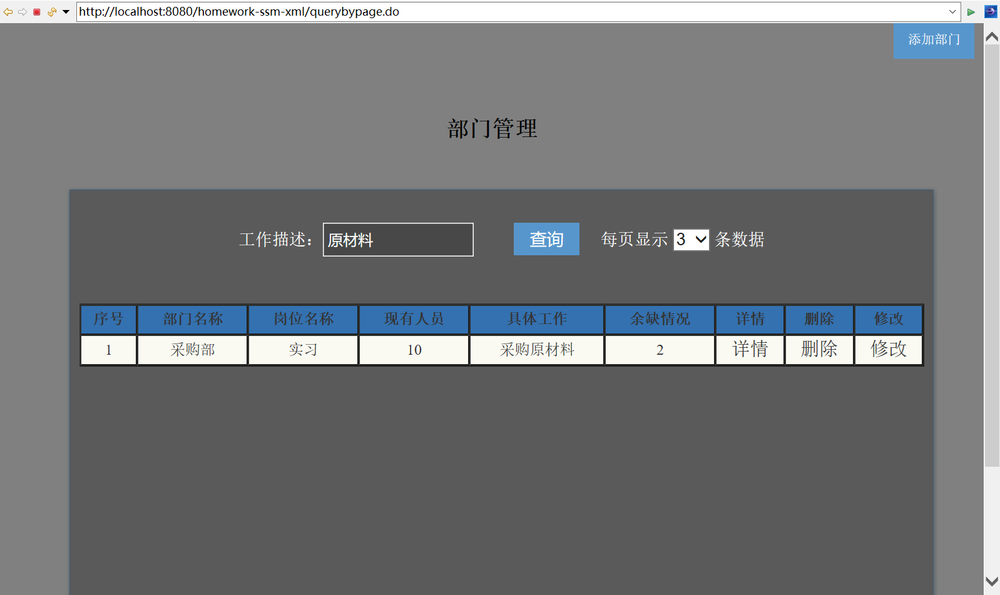 http://localhost:8080/homework-ssm-xml/querybypage.do
添加部门
部门管理
工作描述： 原材料 查询 每页显示 3 条数据
序号 部门名称 岗位名称 现有人员 具体工作 余缺情况 详情 删除 修改
1 采购部 实习 10 采购原材料 2 详情 删除 修改